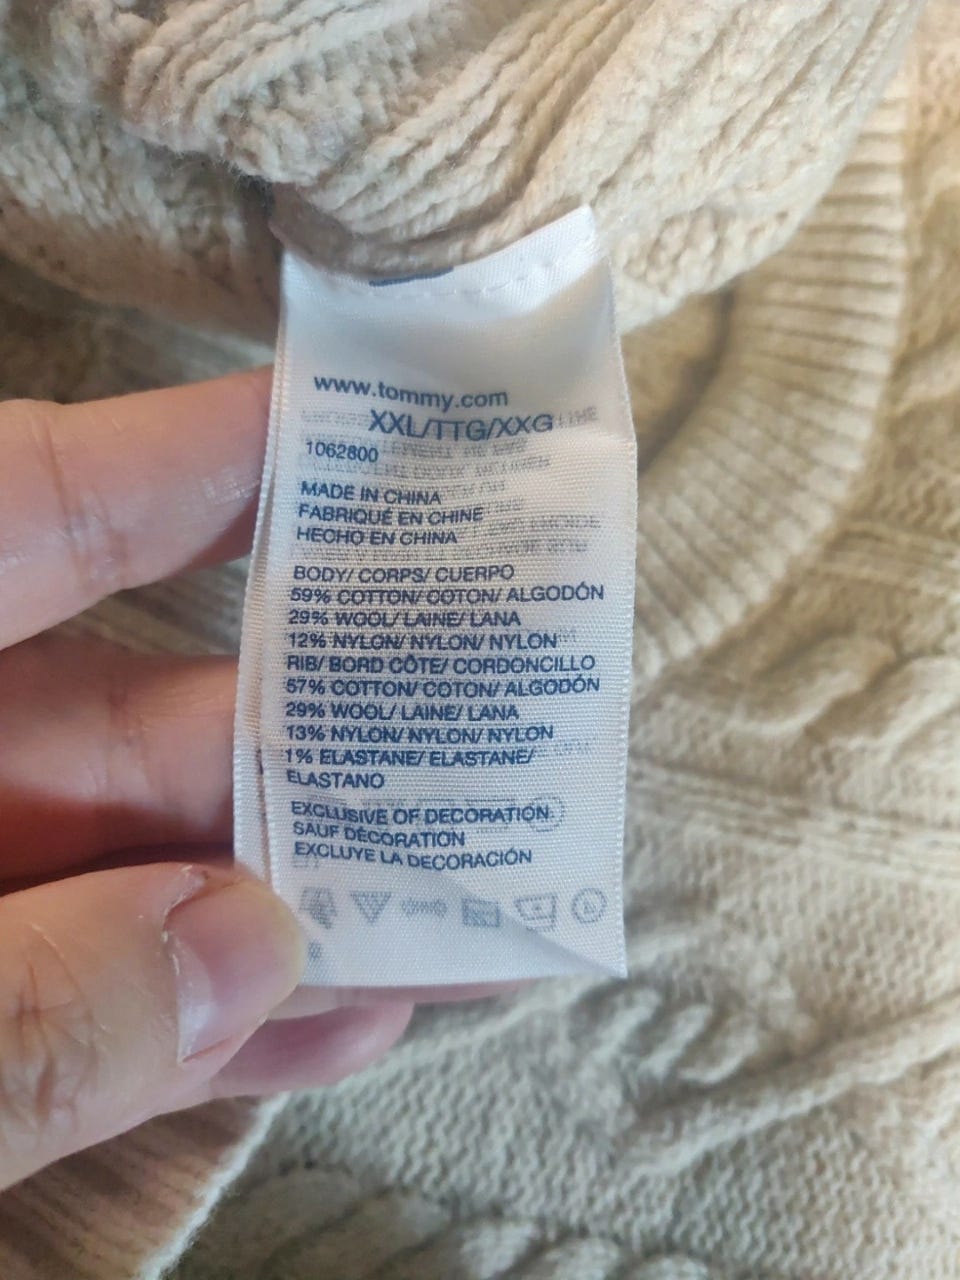 www.tommy.com
XXL/TTG/XXG
1062800
MADE IN CHINA
FABRIQUÉ EN CHINE
HECHO EN CHINA
BODY/ CORPS/ CUERPO
59% COTTON/ COTON/ ALGODÓN
29% WOOL/ LAINE/ LANA
12% NYLON/ NYLON/ NYLON
RIB/ BORD CÔTE/ CORDONCILLO
57% COTTON/ COTON/ ALGODÓN
29% WOOL/ LAINE/ LANA
13% NYLON/ NYLON/ NYLON
1% ELASTANE/ ELASTANE/
ELASTANO
EXCLUSIVE OF DECORATION
SAUF DÉCORATION
EXCLUYE LA DECORACIÓN